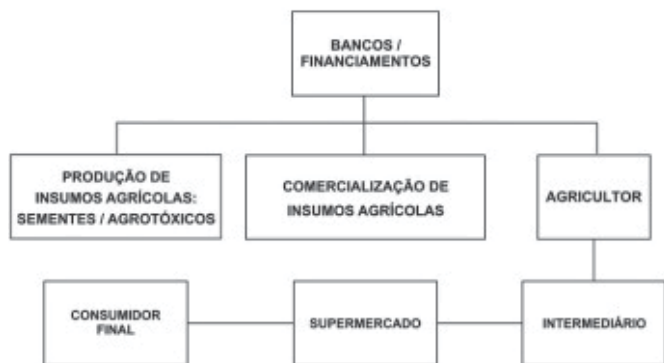 BANCOS /
FINANCIAMENTOS
PRODUÇÃO DE
INSUMOS AGRÍCOLAS:
SEMENTES / AGROTÓXICOS
COMERCIALIZAÇÃO DE
INSUMOS AGRÍCOLAS
AGRICULTOR
CONSUMIDOR
FINAL
SUPERMERCADO
INTERMEDIÁRIO